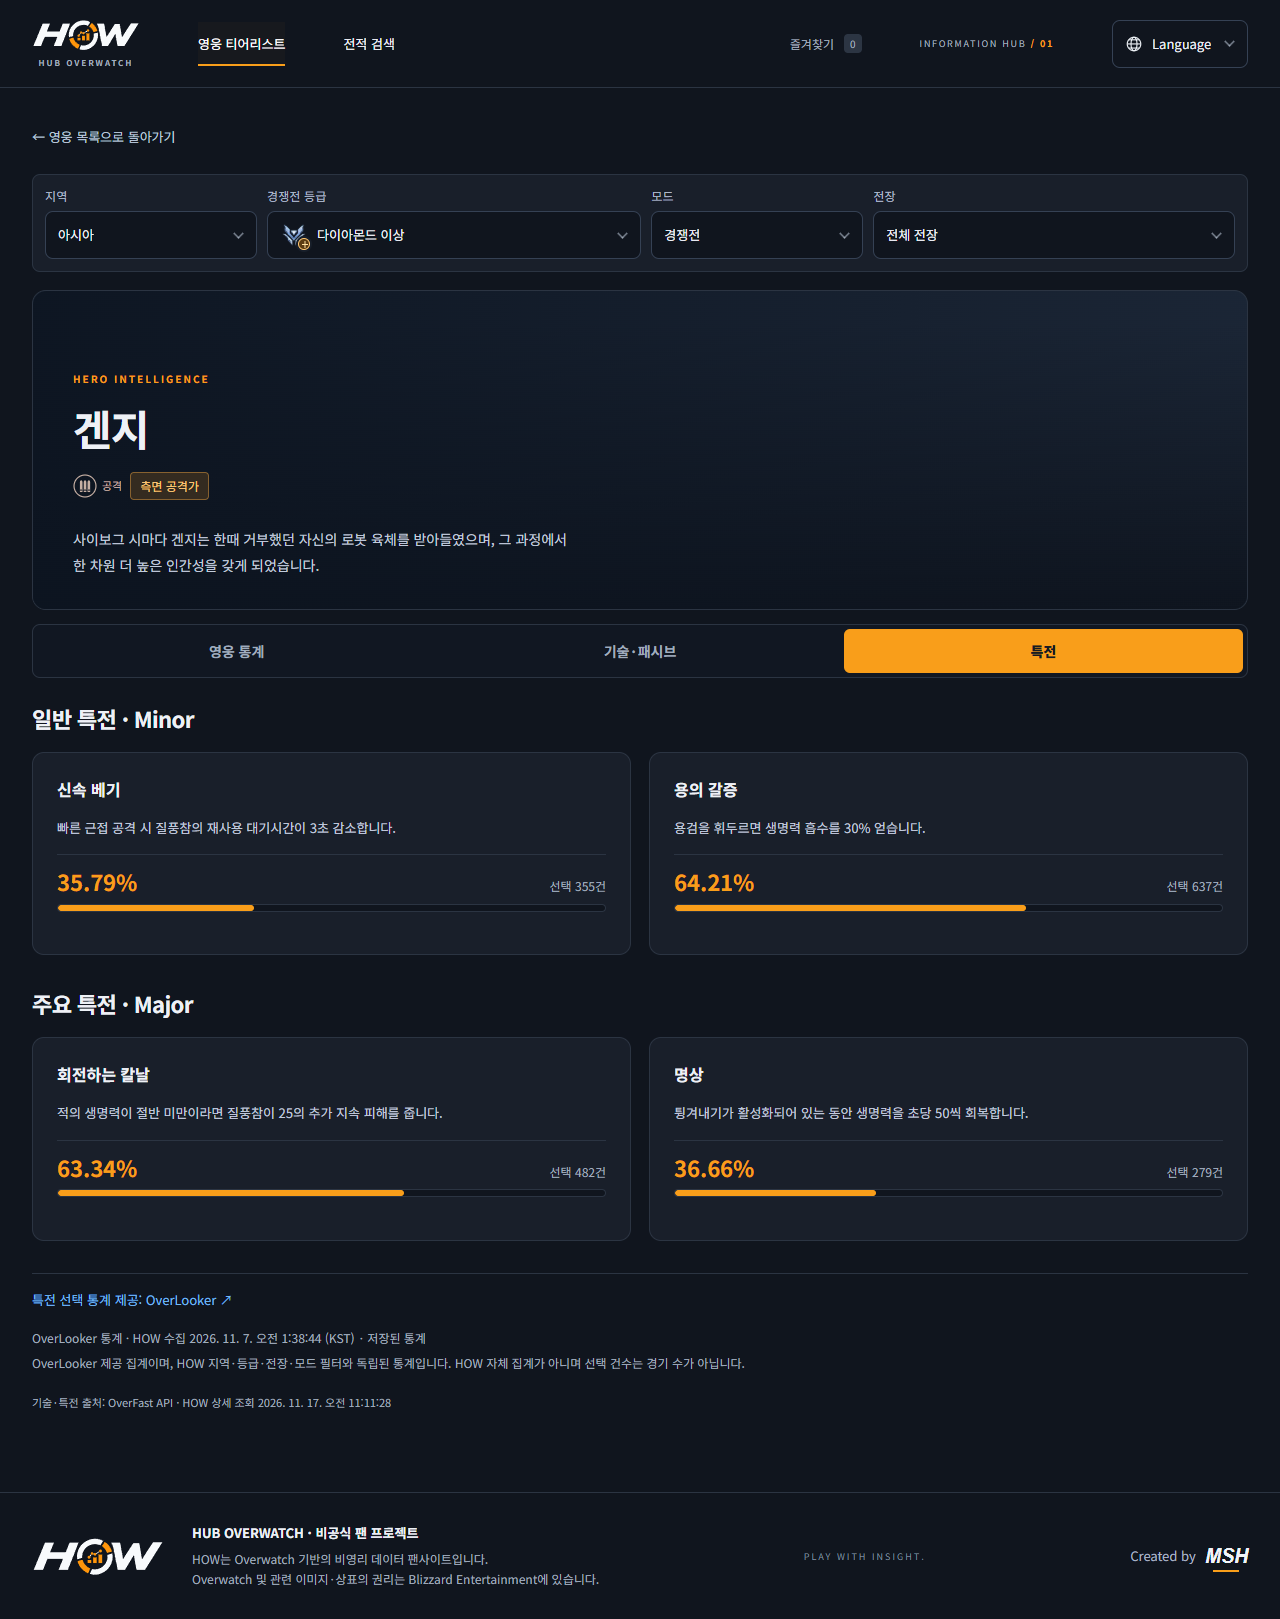 HOW
HUB OVERWATCH
영웅 티어리스트
전적 검색
즐겨찾기 0
INFORMATION HUB / 01
Language
← 영웅 목록으로 돌아가기
지역
경쟁전 등급
모드
전장
아시아
다이아몬드 이상
경쟁전
전체 전장
HERO INTELLIGENCE
겐지
공격
측면 공격가
사이보그 시마다 겐지는 한때 거부했던 자신의 로봇 육체를 받아들였으며, 그 과정에서
한 차원 더 높은 인간성을 갖게 되었습니다.
영웅 통계
기술·패시브
특전
일반 특전 · Minor
신속 베기
빠른 근접 공격 시 질풍참의 재사용 대기시간이 3초 감소합니다.
35.79%
선택 355건
용의 갈증
용검을 휘두르면 생명력 흡수를 30% 얻습니다.
64.21%
선택 637건
주요 특전 · Major
회전하는 칼날
적의 생명력이 절반 미만이라면 질풍참이 25의 추가 지속 피해를 줍니다.
63.34%
선택 482건
명상
튕겨내기가 활성화되어 있는 동안 생명력을 초당 50씩 회복합니다.
36.66%
선택 279건
특전 선택 통계 제공: OverLooker ↗
OverLooker 통계 · HOW 수집 2026. 11. 7. 오전 1:38:44 (KST) · 저장된 통계
OverLooker 제공 집계이며, HOW 지역·등급·전장·모드 필터와 독립된 통계입니다. HOW 자체 집계가 아니며 선택 건수는 경기 수가 아닙니다.
기술·특전 출처: OverFast API · HOW 상세 조회 2026. 11. 17. 오전 11:11:28
HOW
HUB OVERWATCH · 비공식 팬 프로젝트
HOW는 Overwatch 기반의 비영리 데이터 팬사이트입니다.
Overwatch 및 관련 이미지·상표의 권리는 Blizzard Entertainment에 있습니다.
PLAY WITH INSIGHT.
Created by MSH